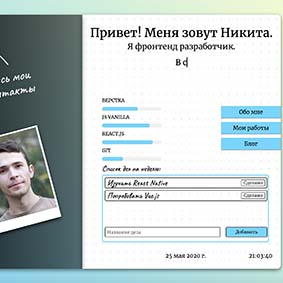 Привет! Меня зовут Никита.
Я фронтенд разработчик.
В с
сь мои
нтакты
ВЕРСТКА
JS VANILLA
REACT.JS
GIT
Обо мне
Мои работы
Блог
Список дел на неделю:
Изучить React Native
Сделано
Попробовать Vue.js
Сделано
Название дела
Добавить
25 мая 2020 г.
21:03:40